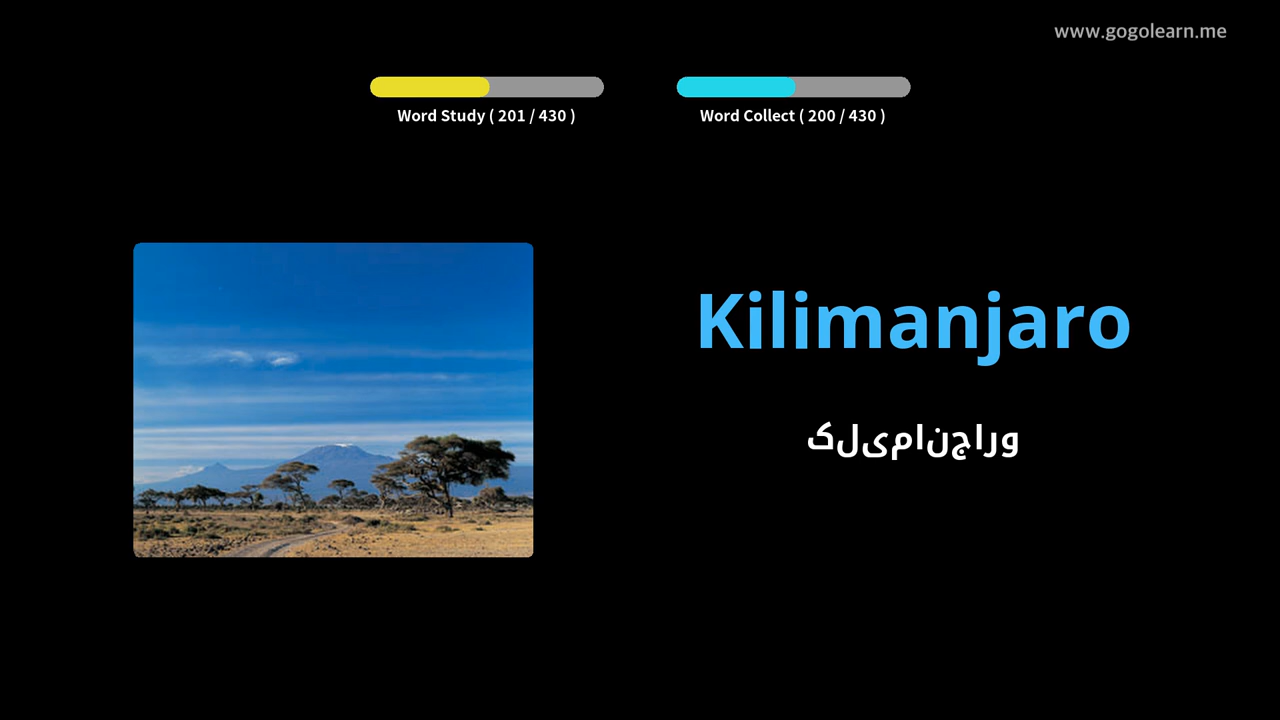 www.gogolearn.me
Word Study ( 201 / 430 )
Word Collect ( 200 / 430 )
Kilimanjaro
کلیمانجارو